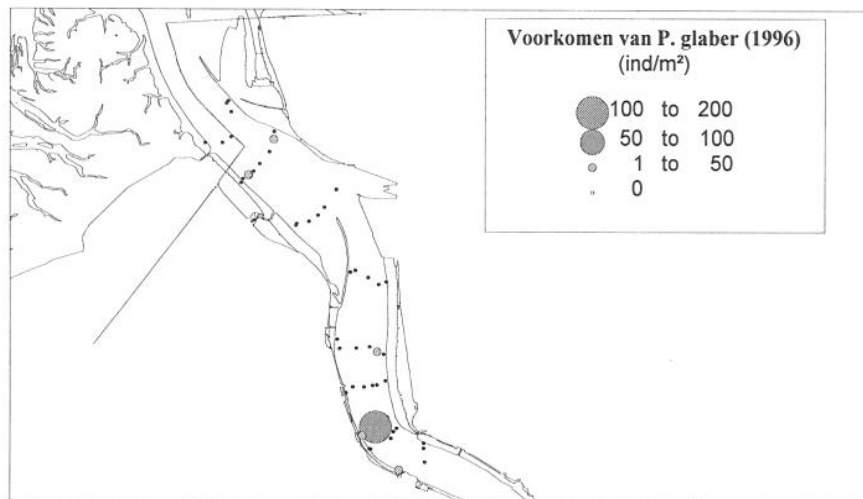 Voorkomen van P. glaber (1996)
(ind/m²)
100 to 200
50 to 100
1 to 50
0